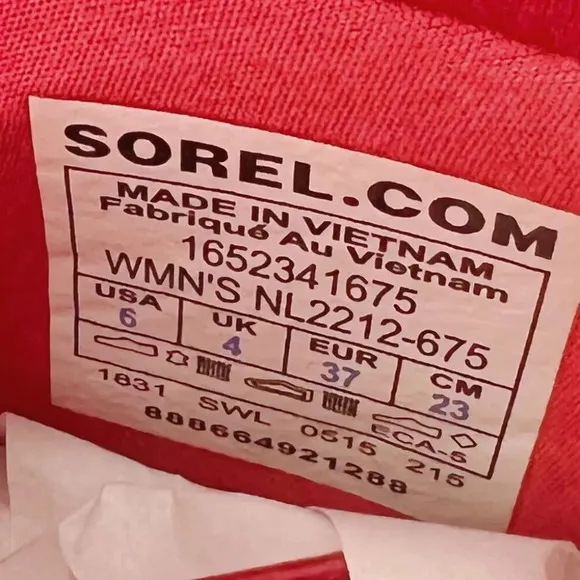 SOREL.COM
MADE IN VIETNAM
Fabriqué Au Vietnam
1652341675
WMN'S NL2212-675
USA UK EUR CM
6 4 37 23
ECA-5
1831 SWL 0515 215
888664921288